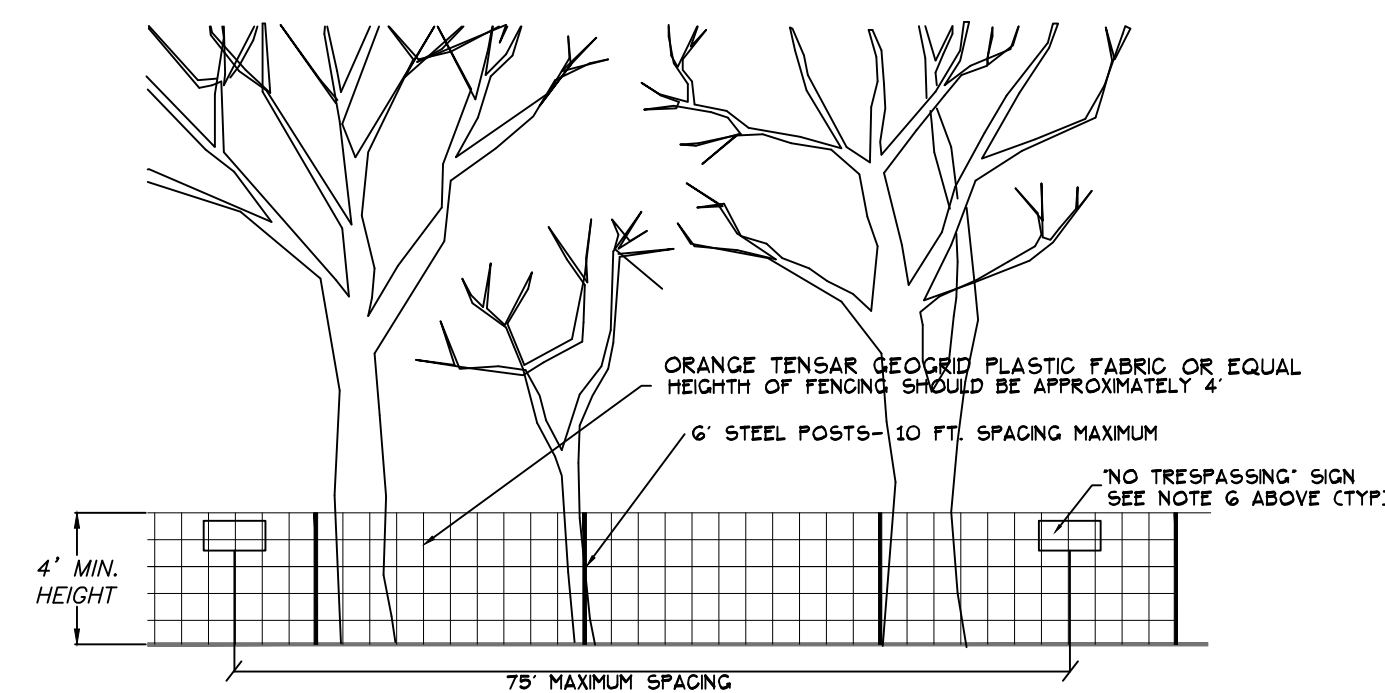 ORANGE TENSAR GEOGRID PLASTIC FABRIC OR EQUAL
HEIGHTH OF FENCING SHOULD BE APPROXIMATELY 4'
6' STEEL POSTS- 10 FT. SPACING MAXIMUM
"NO TRESPASSING" SIGN
SEE NOTE 6 ABOVE (TYP
4' MIN.
HEIGHT
75' MAXIMUM SPACING